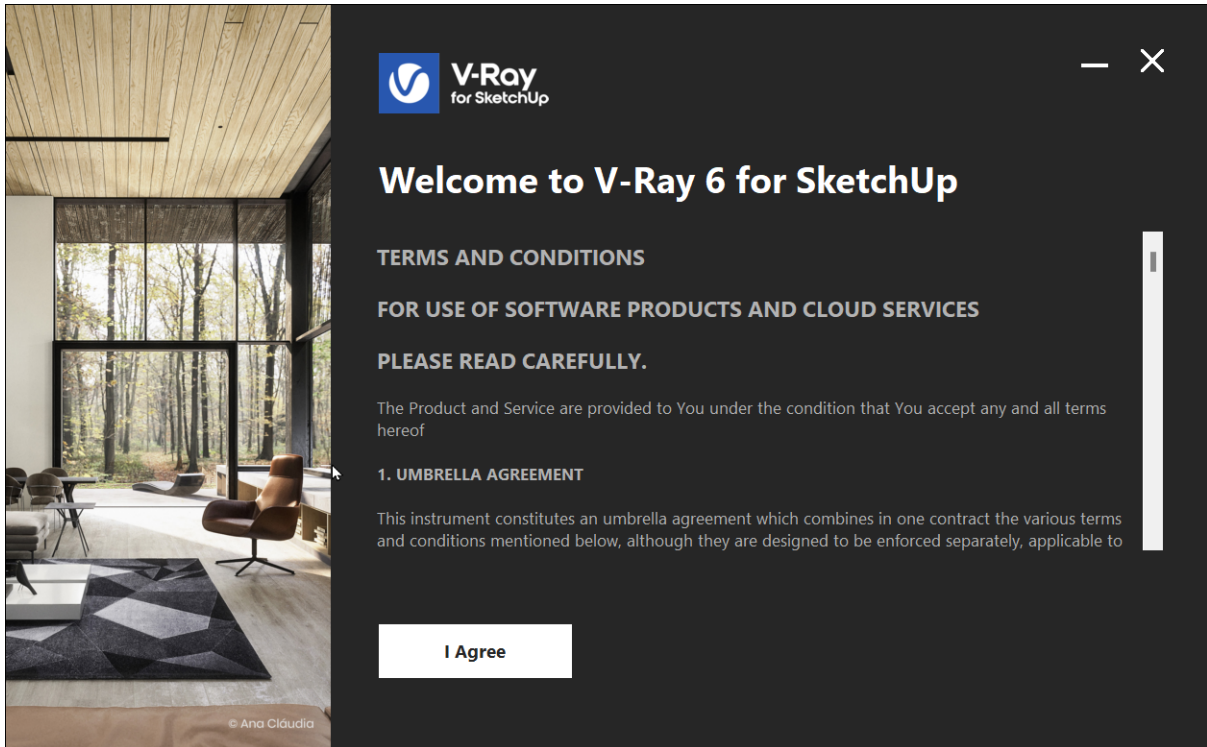 V-Ray
for SketchUp
Welcome to V-Ray 6 for SketchUp
TERMS AND CONDITIONS
FOR USE OF SOFTWARE PRODUCTS AND CLOUD SERVICES
PLEASE READ CAREFULLY.
The Product and Service are provided to You under the condition that You accept any and all terms
hereof
1. UMBRELLA AGREEMENT
This instrument constitutes an umbrella agreement which combines in one contract the various terms
and conditions mentioned below, although they are designed to be enforced separately, applicable to
I Agree
© Ana Cláudia